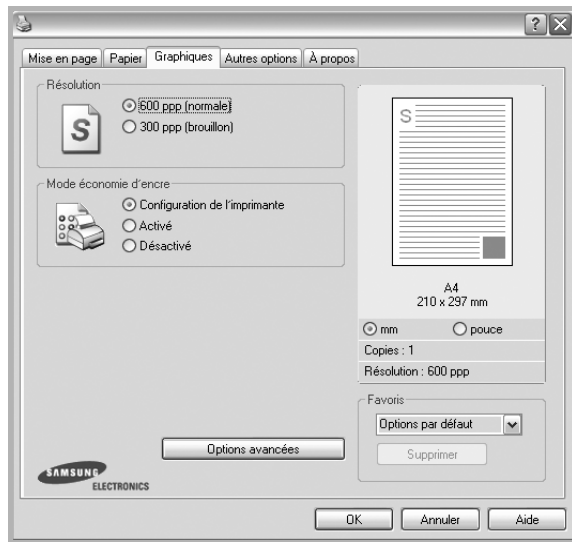 Mise en page Papier Graphiques Autres options À propos
Résolution
S
600 ppp (normale)
300 ppp (brouillon)
Mode économie d'encre
Configuration de l'imprimante
Activé
Désactivé
Options avancées
SAMSUNG
ELECTRONICS
S
A4
210 x 297 mm
mm pouce
Copies : 1
Résolution : 600 ppp
Favoris
Options par défaut
Supprimer
OK Annuler Aide